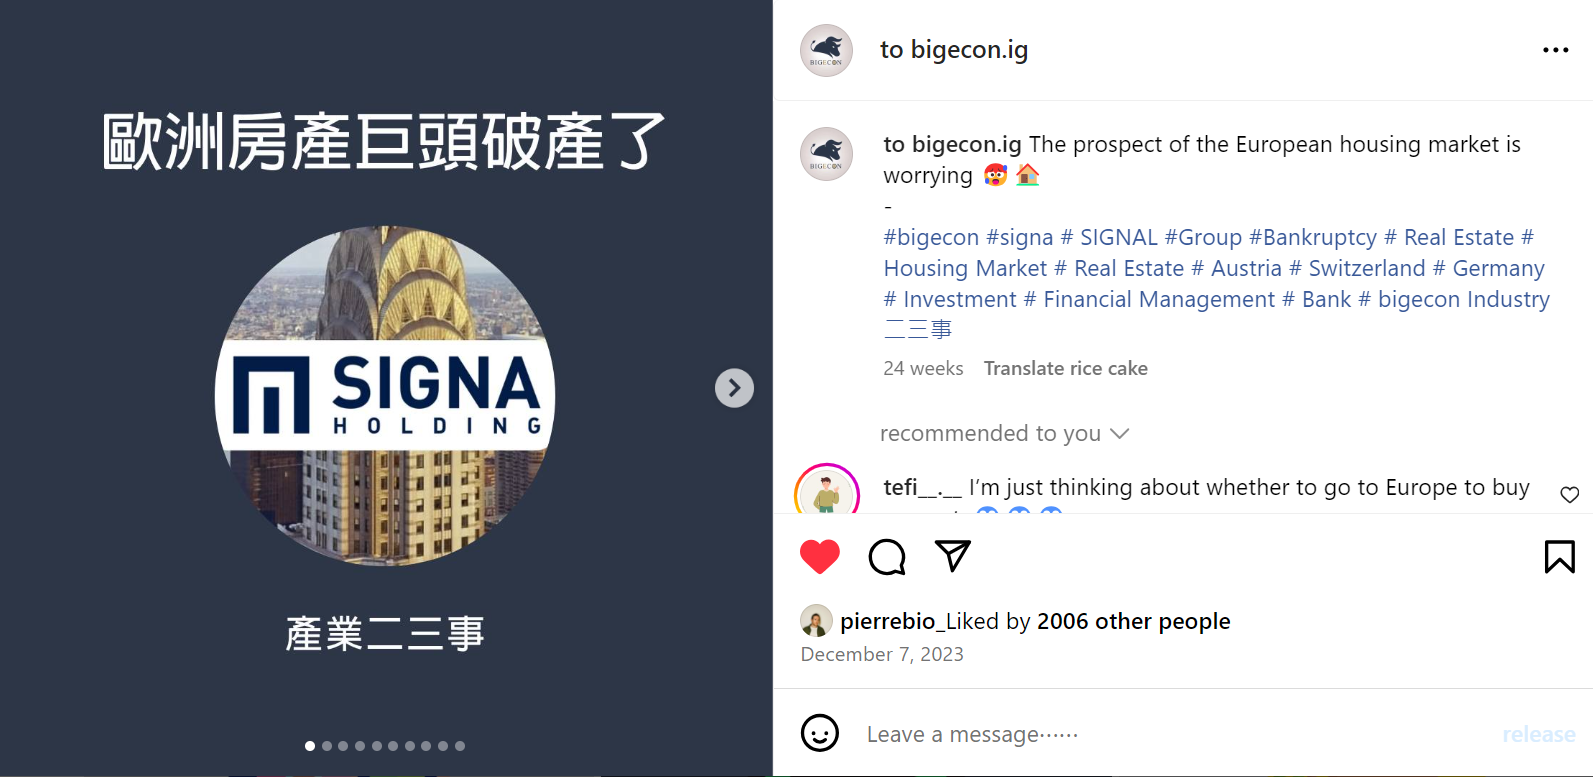 歐洲房產巨頭破產了
SIGNA
HOLDING
產業二三事
BIGECON
to bigecon.ig
BIGECON
to bigecon.ig The prospect of the European housing market is
worrying 🥵 🏠
-
#bigecon #signa # SIGNAL #Group #Bankruptcy # Real Estate #
Housing Market # Real Estate # Austria # Switzerland # Germany
# Investment # Financial Management # Bank # bigecon Industry
二三事
24 weeks Translate rice cake
recommended to you
tefi__.__ I’m just thinking about whether to go to Europe to buy
pierrebio_Liked by 2006 other people
December 7, 2023
Leave a message⋯⋯
release